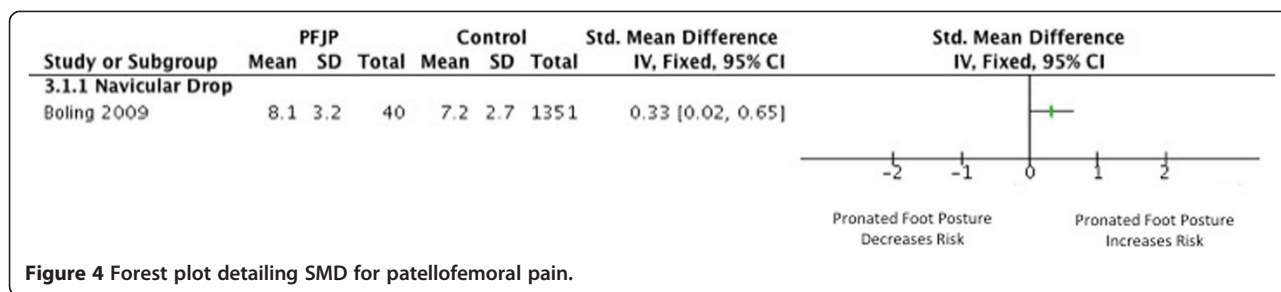 PFJP Control Std. Mean Difference Std. Mean Difference
Study or Subgroup Mean SD Total Mean SD Total IV, Fixed, 95% CI IV, Fixed, 95% CI
3.1.1 Navicular Drop
Boling 2009 8.1 3.2 40 7.2 2.7 1351 0.33 [0.02, 0.65]
-2 -1 0 1 2
Pronated Foot Posture Pronated Foot Posture
Decreases Risk Increases Risk
Figure 4 Forest plot detailing SMD for patellofemoral pain.